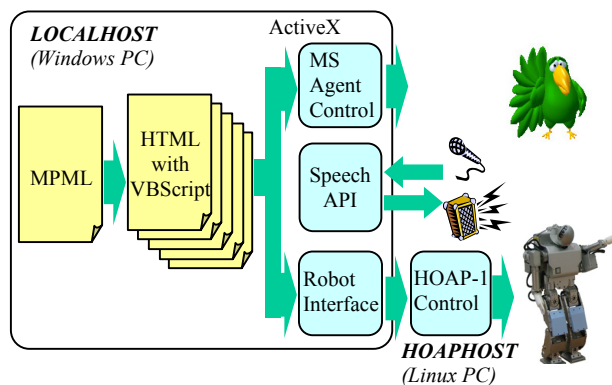 LOCALHOST
(Windows PC)
ActiveX
MPML
HTML
with
VBScript
MS
Agent
Control
Speech
API
Robot
Interface
HOAP-1
Control
HOAPHOST
(Linux PC)